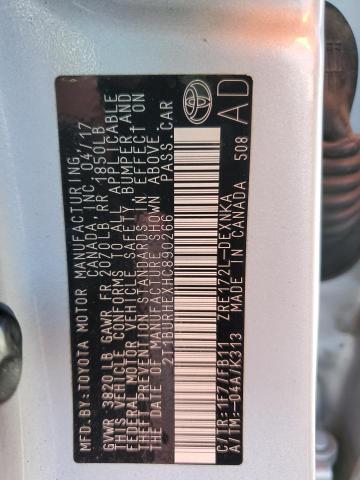 MFD.BY:TOYOTA MOTOR MANUFACTURING,
CANADA, INC. 04/17
GVWR 3820LB GAWR FR 2070LB RR 1850LB
THIS VEHICLE CONFORMS TO ALL APPLICABLE
FEDERAL MOTOR VEHICLE SAFETY, BUMPER, AND
THEFT PREVENTION STANDARDS IN EFFECT ON
THE DATE OF MANUFACTURE SHOWN ABOVE.
2T1BURHE1HC890266 PASS.CAR
C/TR:1F7/FB11 ZRE172L-DEXNKA
A/TM:-04A/K313 MADE IN CANADA 508
TOYOTA
AD